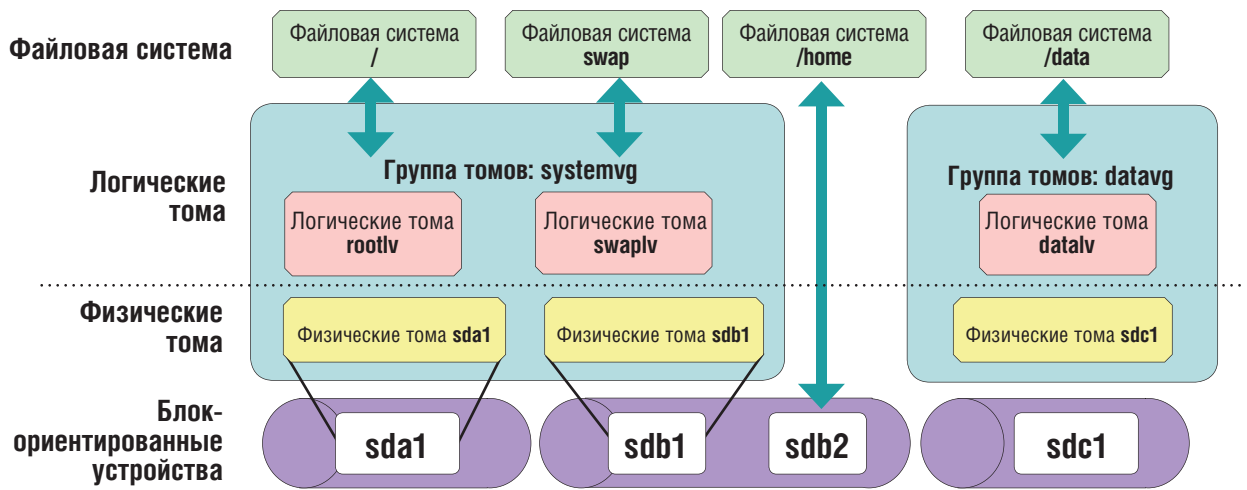 Файловая система
Файловая система
/
Файловая система
swap
Файловая система
/home
Файловая система
/data
Логические
тома
Группа томов: systemvg
Группа томов: datavg
Логические тома
rootlv
Логические тома
swaplv
Логические тома
datalv
Физические
тома
Физические тома sda1
Физические тома sdb1
Физические тома sdc1
Блок-
ориентированные
устройства
sda1
sdb1
sdb2
sdc1